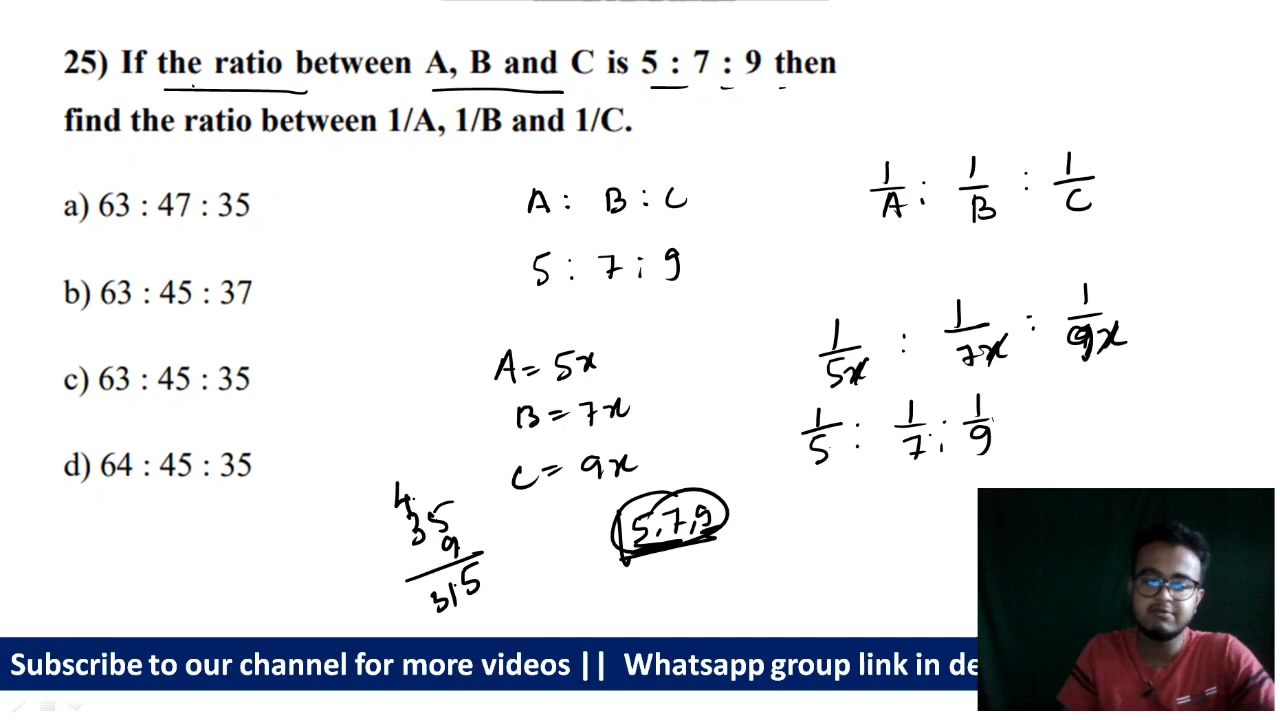 25) If the ratio between A, B and C is 5 : 7 : 9 then
find the ratio between 1/A, 1/B and 1/C.
a) 63 : 47 : 35
b) 63 : 45 : 37
c) 63 : 45 : 35
d) 64 : 45 : 35
A : B : C
5 : 7 : 9
A = 5x
B = 7x
C = 9x
5, 7, 9
4
35
9
315
1/A : 1/B : 1/C
1/5x : 1/7x : 1/9x
1/5 : 1/7 : 1/9
Subscribe to our channel for more videos || Whatsapp group link in de